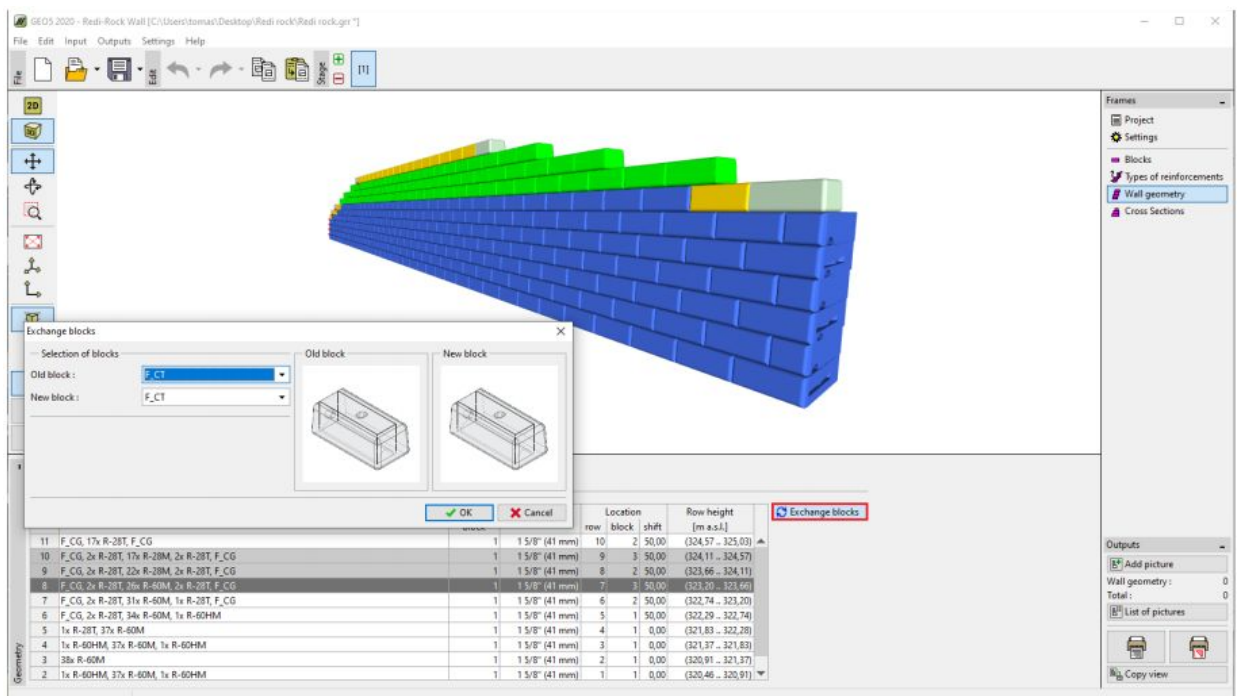 GEO5 2020 - Redi-Rock Wall [C:\Users\tomas\Desktop\Redi rock\Redi rock.grr *]
File Edit Input Outputs Settings Help
File
Edit
Stage
[1]
2D
3D
Frames
Project
Settings
Blocks
Types of reinforcements
Wall geometry
Cross Sections
Exchange blocks
Selection of blocks
Old block :
F_CT
New block :
F_CT
Old block
New block
OK
Cancel
Location
Row height
Exchange blocks
block
row block shift
[m a.s.l.]
11 F_CG, 17x R-28T, F_CG 1 1 5/8" (41 mm) 10 2 50,00 (324,57 .. 325,03)
10 F_CG, 2x R-28T, 17x R-28M, 2x R-28T, F_CG 1 1 5/8" (41 mm) 9 3 50,00 (324,11 .. 324,57)
9 F_CG, 2x R-28T, 22x R-28M, 2x R-28T, F_CG 1 1 5/8" (41 mm) 8 2 50,00 (323,66 .. 324,11)
8 F_CG, 2x R-28T, 26x R-60M, 2x R-28T, F_CG 1 1 5/8" (41 mm) 7 3 50,00 (323,20 .. 323,66)
7 F_CG, 2x R-28T, 31x R-60M, 1x R-28T, F_CG 1 1 5/8" (41 mm) 6 2 50,00 (322,74 .. 323,20)
6 F_CG, 2x R-28T, 34x R-60M, 1x R-60HM 1 1 5/8" (41 mm) 5 1 50,00 (322,29 .. 322,74)
5 1x R-28T, 37x R-60M 1 1 5/8" (41 mm) 4 1 0,00 (321,83 .. 322,28)
4 1x R-60HM, 37x R-60M, 1x R-60HM 1 1 5/8" (41 mm) 3 1 0,00 (321,37 .. 321,83)
3 38x R-60M 1 1 5/8" (41 mm) 2 1 0,00 (320,91 .. 321,37)
2 1x R-60HM, 37x R-60M, 1x R-60HM 1 1 5/8" (41 mm) 1 1 0,00 (320,46 .. 320,91)
Geometry
Outputs
Add picture
Wall geometry : 0
Total : 0
List of pictures
Copy view